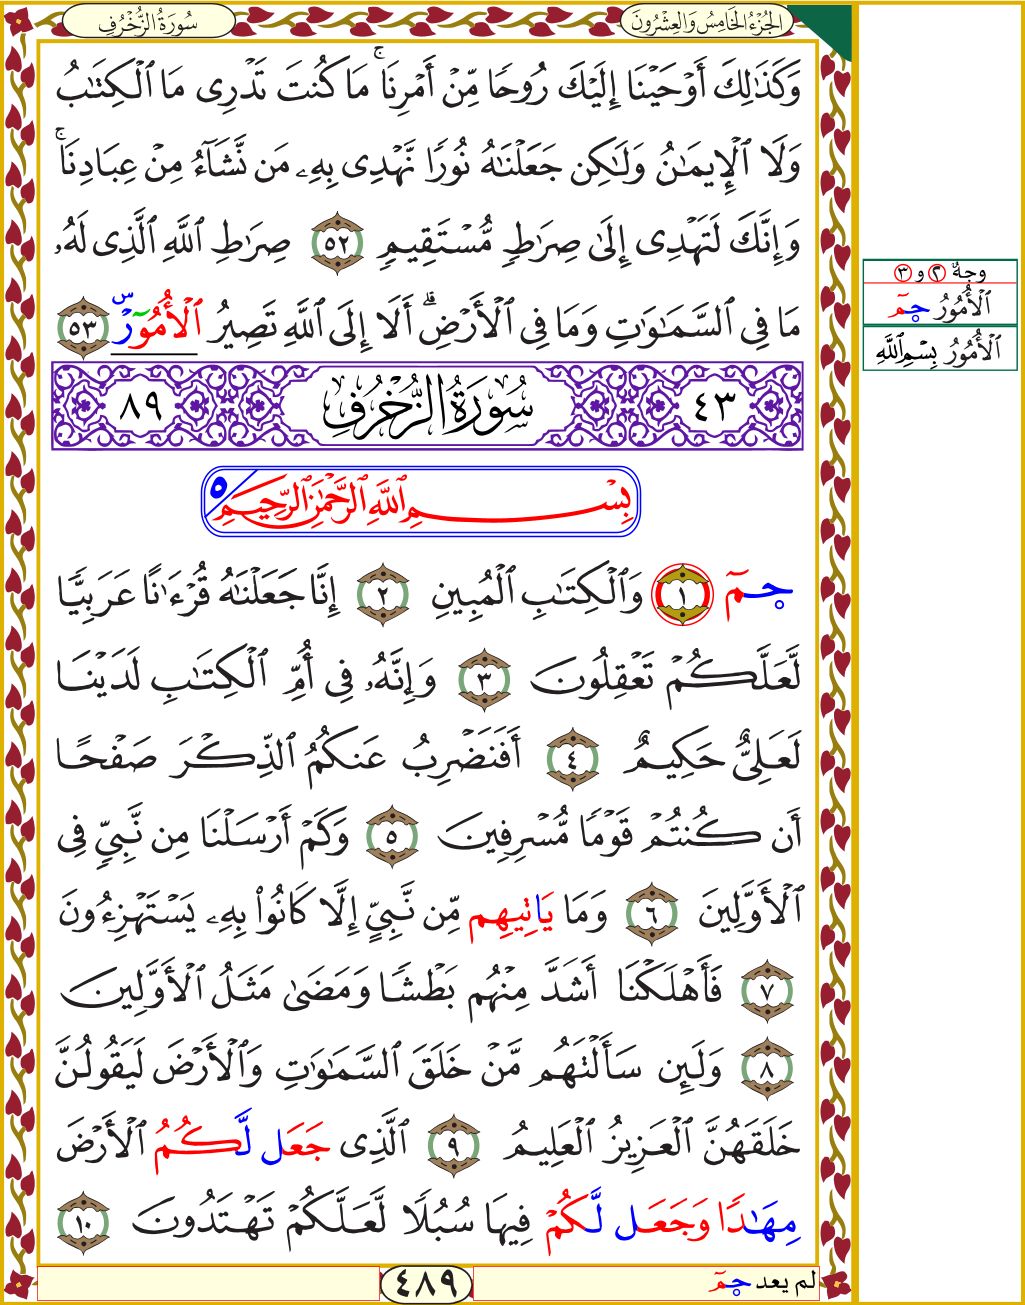 الجُزْءُ الخَامِسُ وَالعِشْرُونَ
سُورَةُ الزُّخْرُفِ
وَكَذَٰلِكَ أَوْحَيْنَا إِلَيْكَ رُوحًا مِّنْ أَمْرِنَا ۚ مَا كُنتَ تَدْرِى مَا ٱلْكِتَٰبُ
وَلَا ٱلْإِيمَٰنُ وَلَٰكِن جَعَلْنَٰهُ نُورًا نَّهْدِى بِهِۦ مَن نَّشَآءُ مِنْ عِبَادِنَا ۚ
وَإِنَّكَ لَتَهْدِى إِلَىٰ صِرَٰطٍ مُّسْتَقِيمٍ ٥٢ صِرَٰطِ ٱللَّهِ ٱلَّذِى لَهُۥ
مَا فِى ٱلسَّمَٰوَٰتِ وَمَا فِى ٱلْأَرْضِ ۗ أَلَا إِلَى ٱللَّهِ تَصِيرُ ٱلْأُمُوٓرُ س ٥٣
٤٣ سُورَةُ الزُّخْرُفِ ٨٩
بِسْمِ ٱللَّهِ ٱلرَّحْمَٰنِ ٱلرَّحِيمِ ٥
حمٓ ١ وَٱلْكِتَٰبِ ٱلْمُبِينِ ٢ إِنَّا جَعَلْنَٰهُ قُرْءَٰنًا عَرَبِيًّا
لَّعَلَّكُمْ تَعْقِلُونَ ٣ وَإِنَّهُۥ فِى أُمِّ ٱلْكِتَٰبِ لَدَيْنَا
لَعَلِىٌّ حَكِيمٌ ٤ أَفَنَضْرِبُ عَنكُمُ ٱلذِّكْرَ صَفْحًا
أَن كُنتُمْ قَوْمًا مُّسْرِفِينَ ٥ وَكَمْ أَرْسَلْنَا مِن نَّبِىٍّ فِى
ٱلْأَوَّلِينَ ٦ وَمَا يَاتِيهِم مِّن نَّبِىٍّ إِلَّا كَانُوا۟ بِهِۦ يَسْتَهْزِءُونَ
٧ فَأَهْلَكْنَا أَشَدَّ مِنْهُم بَطْشًا وَمَضَىٰ مَثَلُ ٱلْأَوَّلِينَ
٨ وَلَئِن سَأَلْتَهُم مَّنْ خَلَقَ ٱلسَّمَٰوَٰتِ وَٱلْأَرْضَ لَيَقُولُنَّ
خَلَقَهُنَّ ٱلْعَزِيزُ ٱلْعَلِيمُ ٩ ٱلَّذِى جَعَل لَّكُمُ ٱلْأَرْضَ
مِهَٰدًا وَجَعَل لَّكُمْ فِيهَا سُبُلًا لَّعَلَّكُمْ تَهْتَدُونَ ١٠
لم يعد حمٓ
٤٨٩
وجهٌ ٢ و ٣
ٱلْأُمُورُ حمٓ
ٱلْأُمُورُ بِسْمِ ٱللَّهِ